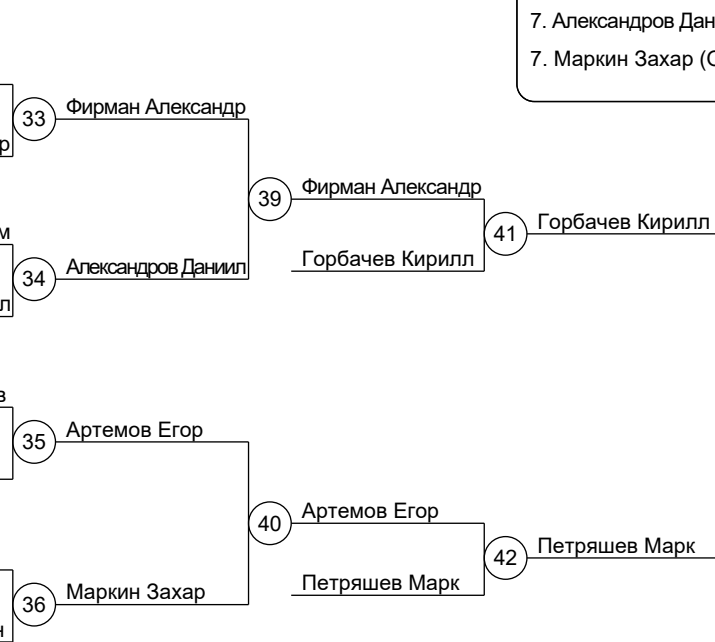 7. Александров Дан
7. Маркин Захар (
33 Фирман Александр
39 Фирман Александр
41 Горбачев Кирилл
Горбачев Кирилл
34 Александров Даниил
35 Артемов Егор
40 Артемов Егор
42 Петряшев Марк
Петряшев Марк
36 Маркин Захар